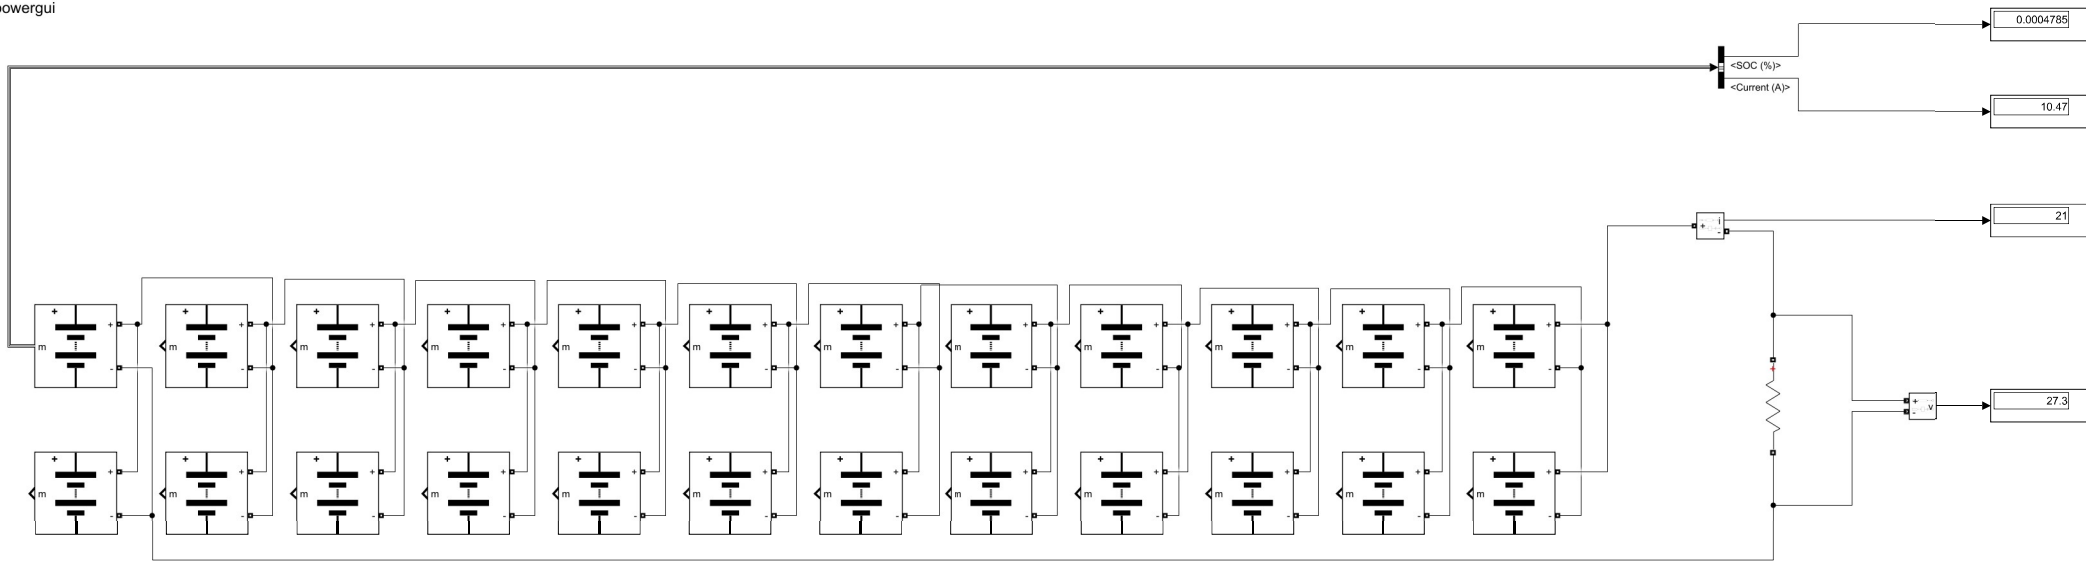 powergui
0.0004785
<SOC (%)>
<Current (A)>
10.47
i
+
-
21
+ + + + + + + + + + + +
+ + + + + + + + + + + +
m m m m m m m m m m m m
- - - - - - - - - - - -
+
+
-
v
27.3
+ + + + + + + + + + + +
+ + + + + + + + + + + +
m m m m m m m m m m m m
- - - - - - - - - - - -